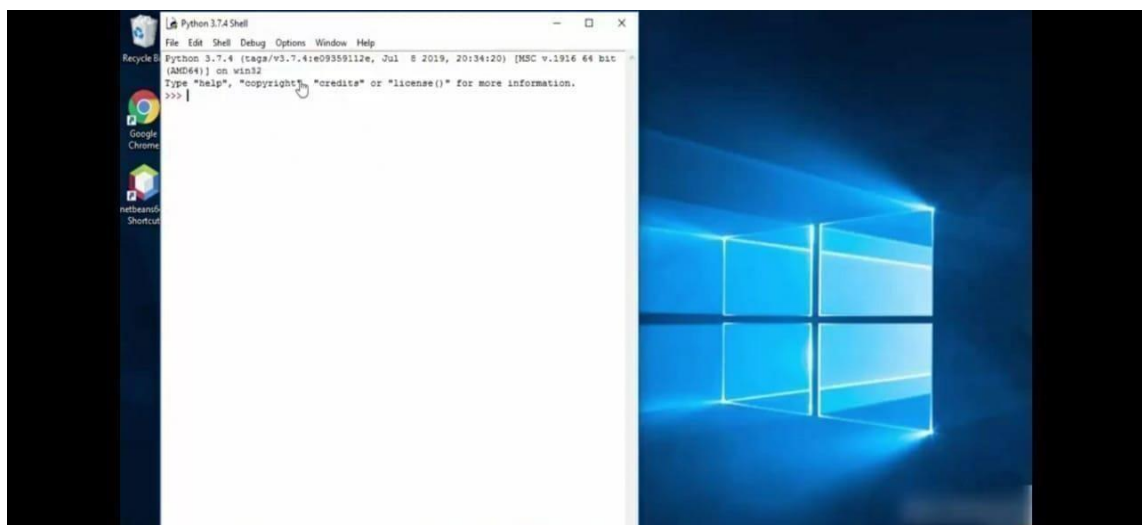 Python 3.7.4 Shell
File Edit Shell Debug Options Window Help
Python 3.7.4 (tags/v3.7.4:e09359112e, Jul 8 2019, 20:34:20) [MSC v.1916 64 bit
(AMD64)] on win32
Type "help", "copyright", "credits" or "license()" for more information.
>>>
Recycle B
Google
Chrome
netbeans6-
Shortcut